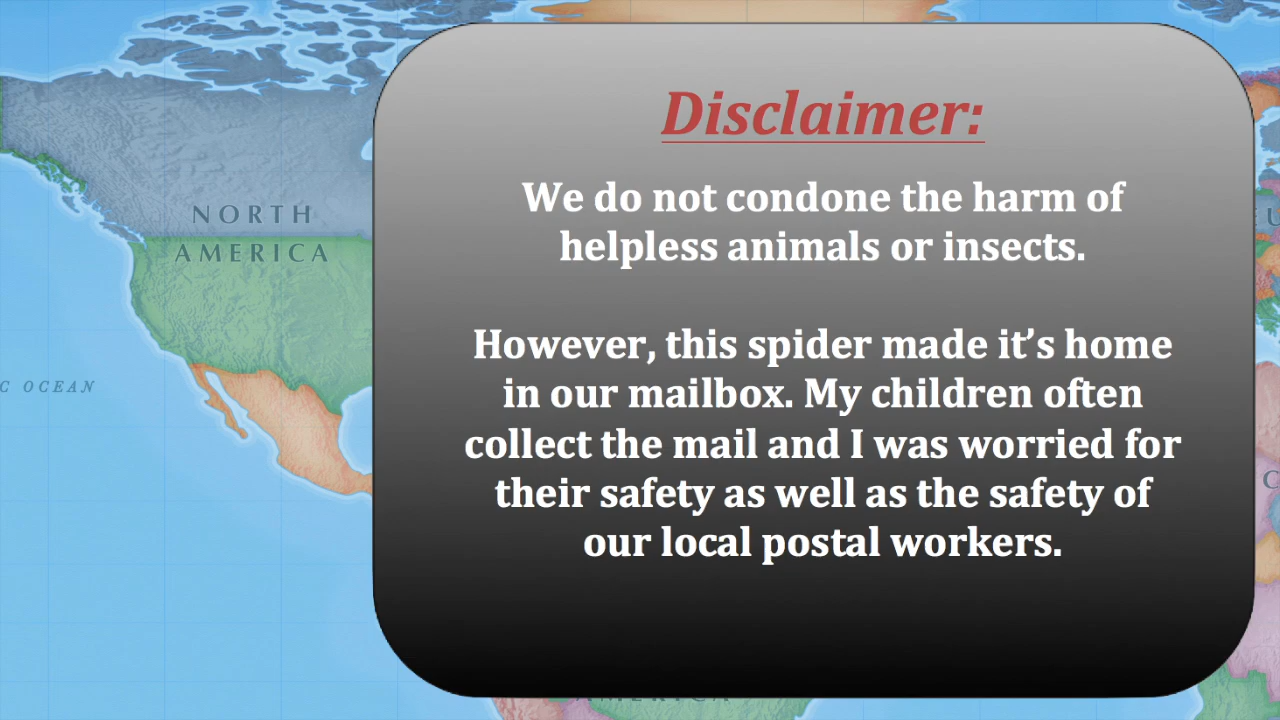 Disclaimer:
We do not condone the harm of
helpless animals or insects.
However, this spider made it’s home
in our mailbox. My children often
collect the mail and I was worried for
their safety as well as the safety of
our local postal workers.
NORTH
AMERICA
C OCEAN
AMERICA